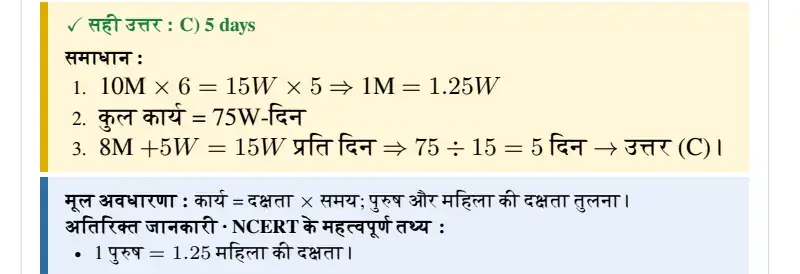 ✓ सही उत्तर : C) 5 days
समाधान :
1. 10M × 6 = 15W × 5 ⇒ 1M = 1.25W
2. कुल कार्य = 75W-दिन
3. 8M +5W = 15W प्रति दिन ⇒ 75 ÷ 15 = 5 दिन → उत्तर (C) ।
मूल अवधारणा : कार्य = दक्षता × समय; पुरुष और महिला की दक्षता तुलना ।
अतिरिक्त जानकारी · NCERT के महत्वपूर्ण तथ्य :
• 1 पुरुष = 1.25 महिला की दक्षता ।